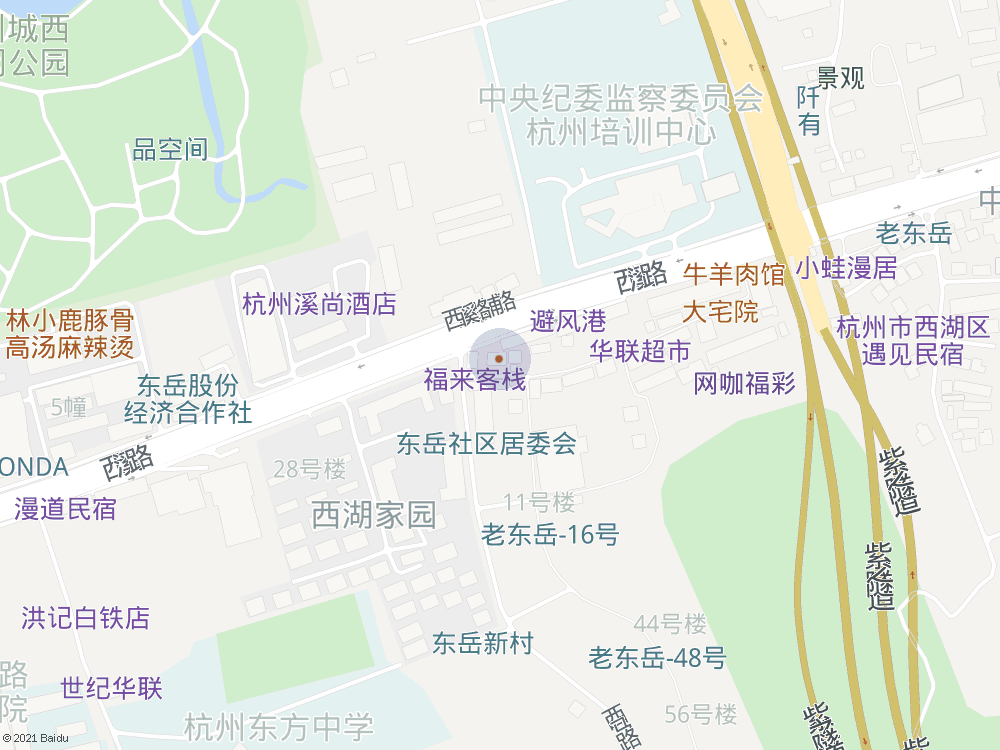 州城西
公园
中央纪委监察委员会
杭州培训中心
景观
阡
有
品空间
中
老东岳
小蛙漫居
牛羊肉馆
大宅院
西溪路
西溪路辅路
杭州溪尚酒店
避风港
华联超市
杭州市西湖区
遇见民宿
林小鹿豚骨
高汤麻辣烫
福来客栈
网咖福彩
东岳股份
经济合作社
5幢
东岳社区居委会
西溪路
28号楼
ONDA
漫道民宿
西湖家园
11号楼
老东岳-16号
紫之隧道
紫之隧道
洪记白铁店
东岳新村
44号楼
老东岳-48号
世纪华联
路
院
杭州东方中学
56号楼
© 2021 Baidu